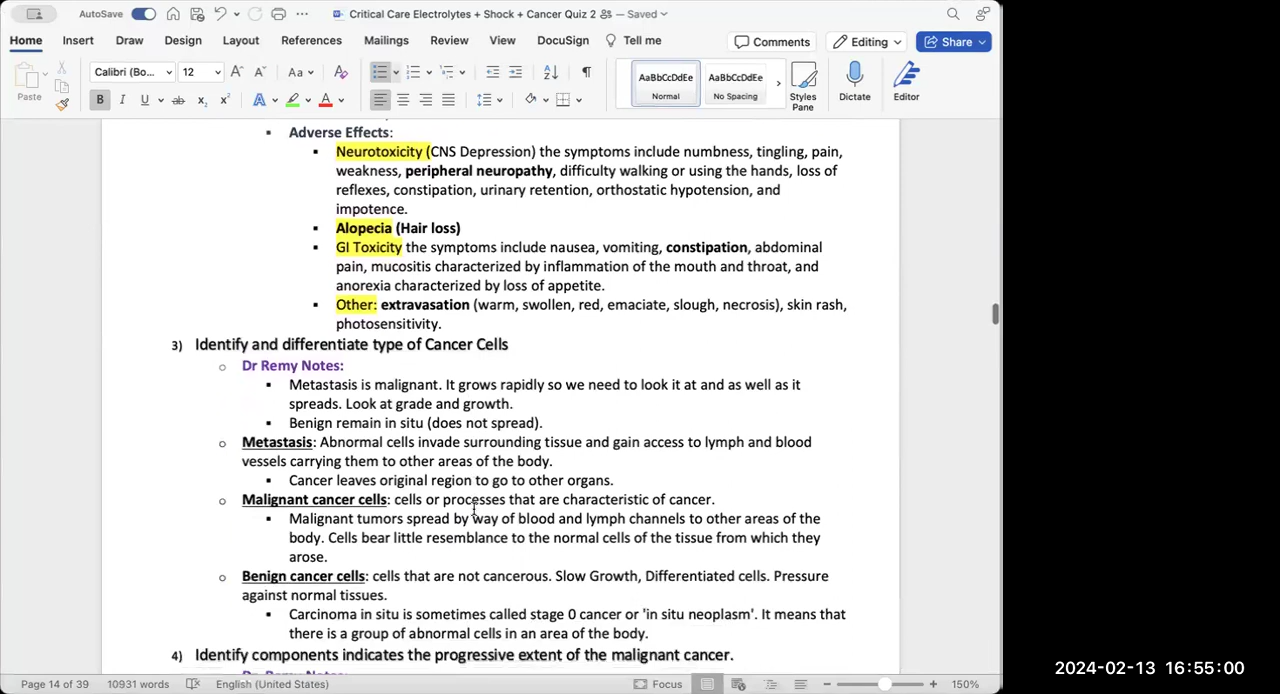 AutoSave
Critical Care Electrolytes + Shock + Cancer Quiz 2 — Saved
Home Insert Draw Design Layout References Mailings Review View DocuSign Tell me
Comments Editing Share
Paste
Calibri (Bo... 12
AaBbCcDdEe AaBbCcDdEe
Normal No Spacing Styles Pane Dictate Editor
▪ Adverse Effects:
▪ Neurotoxicity (CNS Depression) the symptoms include numbness, tingling, pain,
weakness, peripheral neuropathy, difficulty walking or using the hands, loss of
reflexes, constipation, urinary retention, orthostatic hypotension, and
impotence.
▪ Alopecia (Hair loss)
▪ GI Toxicity the symptoms include nausea, vomiting, constipation, abdominal
pain, mucositis characterized by inflammation of the mouth and throat, and
anorexia characterized by loss of appetite.
▪ Other: extravasation (warm, swollen, red, emaciate, slough, necrosis), skin rash,
photosensitivity.
3) Identify and differentiate type of Cancer Cells
o Dr Remy Notes:
▪ Metastasis is malignant. It grows rapidly so we need to look it at and as well as it
spreads. Look at grade and growth.
▪ Benign remain in situ (does not spread).
o Metastasis: Abnormal cells invade surrounding tissue and gain access to lymph and blood
vessels carrying them to other areas of the body.
▪ Cancer leaves original region to go to other organs.
o Malignant cancer cells: cells or processes that are characteristic of cancer.
▪ Malignant tumors spread by way of blood and lymph channels to other areas of the
body. Cells bear little resemblance to the normal cells of the tissue from which they
arose.
o Benign cancer cells: cells that are not cancerous. Slow Growth, Differentiated cells. Pressure
against normal tissues.
▪ Carcinoma in situ is sometimes called stage 0 cancer or 'in situ neoplasm'. It means that
there is a group of abnormal cells in an area of the body.
4) Identify components indicates the progressive extent of the malignant cancer.
Page 14 of 39 10931 words English (United States) Focus 150%
2024-02-13 16:55:00